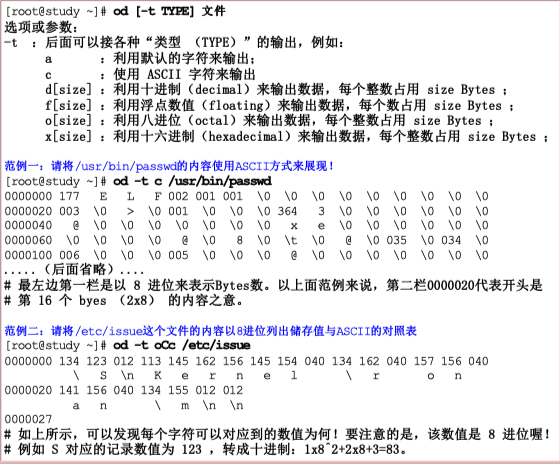 [root@study ~]# od [-t TYPE] 文件
选项或参数：
-t ：后面可以接各种“类型 （TYPE）”的输出，例如：
a ：利用默认的字符来输出；
c ：使用 ASCII 字符来输出
d[size] ：利用十进制（decimal）来输出数据，每个整数占用 size Bytes ；
f[size] ：利用浮点数值（floating）来输出数据，每个数占用 size Bytes ；
o[size] ：利用八进位（octal）来输出数据，每个整数占用 size Bytes ；
x[size] ：利用十六进制（hexadecimal）来输出数据，每个整数占用 size Bytes ；
范例一：请将/usr/bin/passwd的内容使用ASCII方式来展现！
[root@study ~]# od -t c /usr/bin/passwd
0000000 177 E L F 002 001 001 \0 \0 \0 \0 \0 \0 \0 \0 \0
0000020 003 \0 > \0 001 \0 \0 \0 364 3 \0 \0 \0 \0 \0 \0
0000040 @ \0 \0 \0 \0 \0 \0 \0 x e \0 \0 \0 \0 \0 \0
0000060 \0 \0 \0 \0 @ \0 8 \0 \t \0 @ \0 035 \0 034 \0
0000100 006 \0 \0 \0 005 \0 \0 \0 @ \0 \0 \0 \0 \0 \0 \0
.....（后面省略）....
# 最左边第一栏是以 8 进位来表示Bytes数。以上面范例来说，第二栏0000020代表开头是
# 第 16 个 byes （2x8） 的内容之意。
范例二：请将/etc/issue这个文件的内容以8进位列出储存值与ASCII的对照表
[root@study ~]# od -t oCc /etc/issue
0000000 134 123 012 113 145 162 156 145 154 040 134 162 040 157 156 040
\ S \n K e r n e l \ r o n
0000020 141 156 040 134 155 012 012
a n \ m \n \n
0000027
# 如上所示，可以发现每个字符可以对应到的数值为何！要注意的是，该数值是 8 进位喔！
# 例如 S 对应的记录数值为 123 ，转成十进制：1x8^2+2x8+3=83。